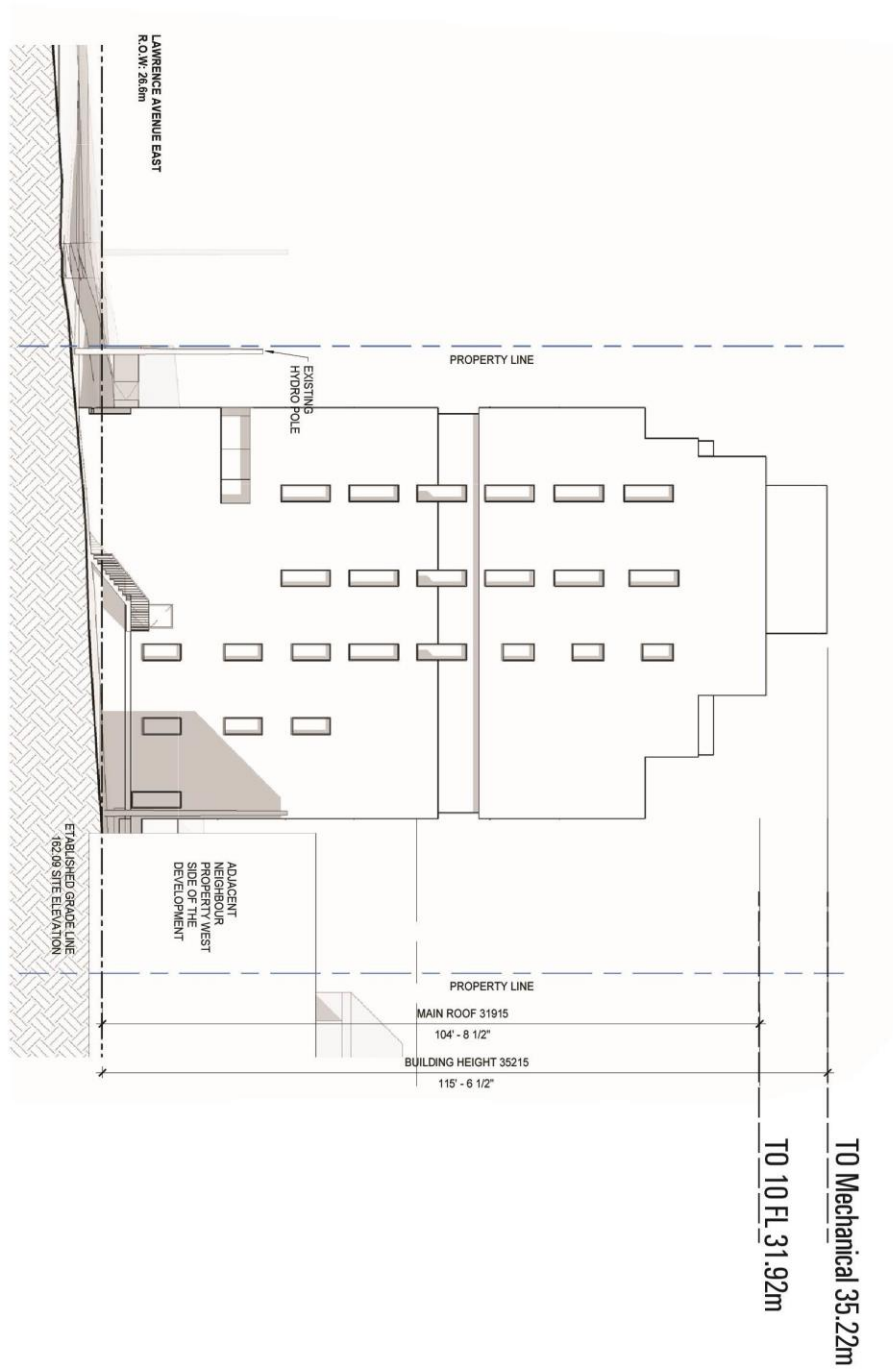 LAWRENCE AVENUE EAST
R.O.W: 26.6m
PROPERTY LINE
EXISTING
HYDRO POLE
ETABLISHED GRADE LINE
162.09 SITE ELEVATION
ADJACENT
NEIGHBOUR
PROPERTY WEST
SIDE OF THE
DEVELOPMENT
PROPERTY LINE
MAIN ROOF 31915
104' - 8 1/2"
BUILDING HEIGHT 35215
115' - 6 1/2"
TO Mechanical 35.22m
TO 10 FL 31.92m